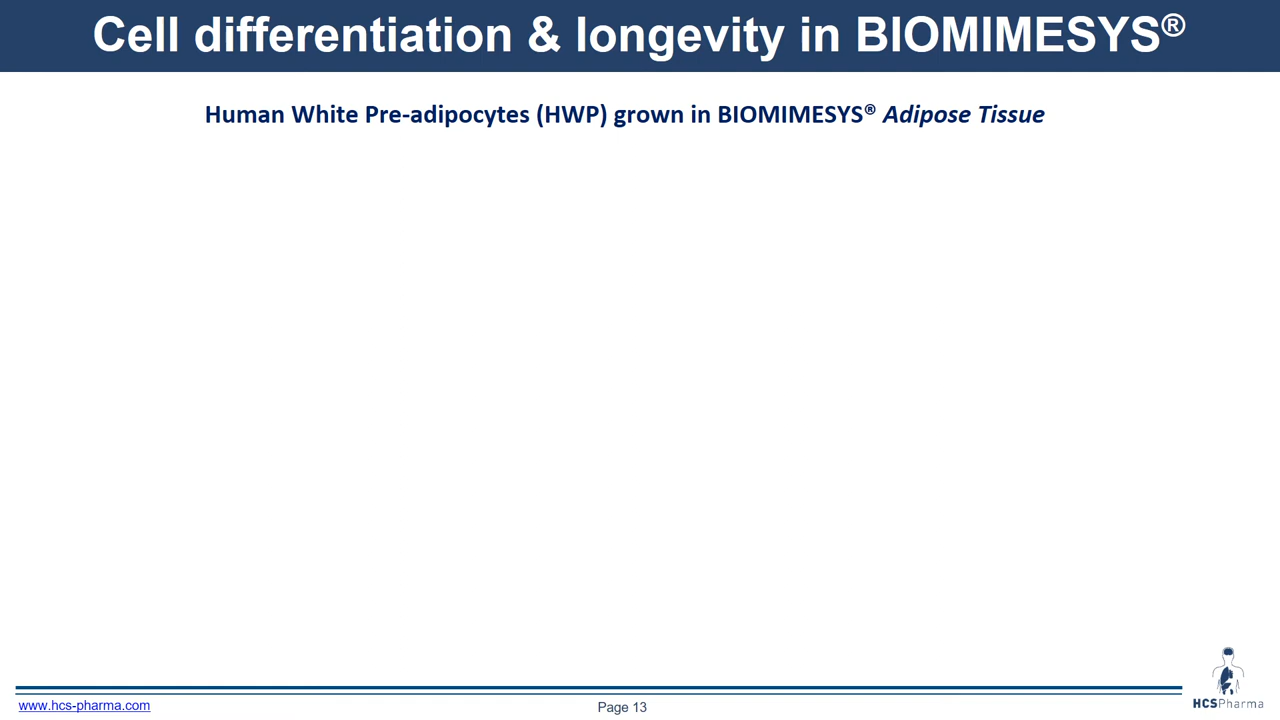 Cell differentiation & longevity in BIOMIMESYS®
Human White Pre-adipocytes (HWP) grown in BIOMIMESYS® Adipose Tissue
www.hcs-pharma.com
Page 13
HCSPharma